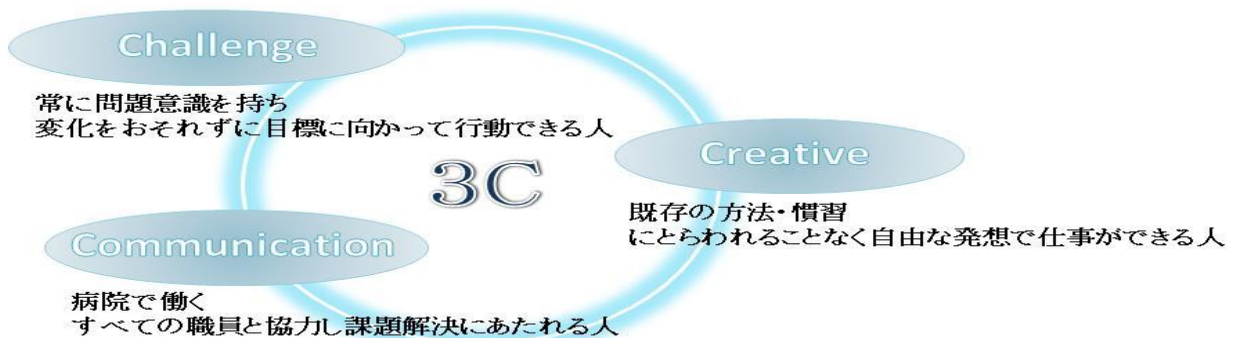 Challenge
常に問題意識を持ち
変化をおそれずに目標に向かって行動できる人
3C
Creative
既存の方法・慣習
にとらわれることなく自由な発想で仕事ができる人
Communication
病院で働く
すべての職員と協力し課題解決にあたれる人